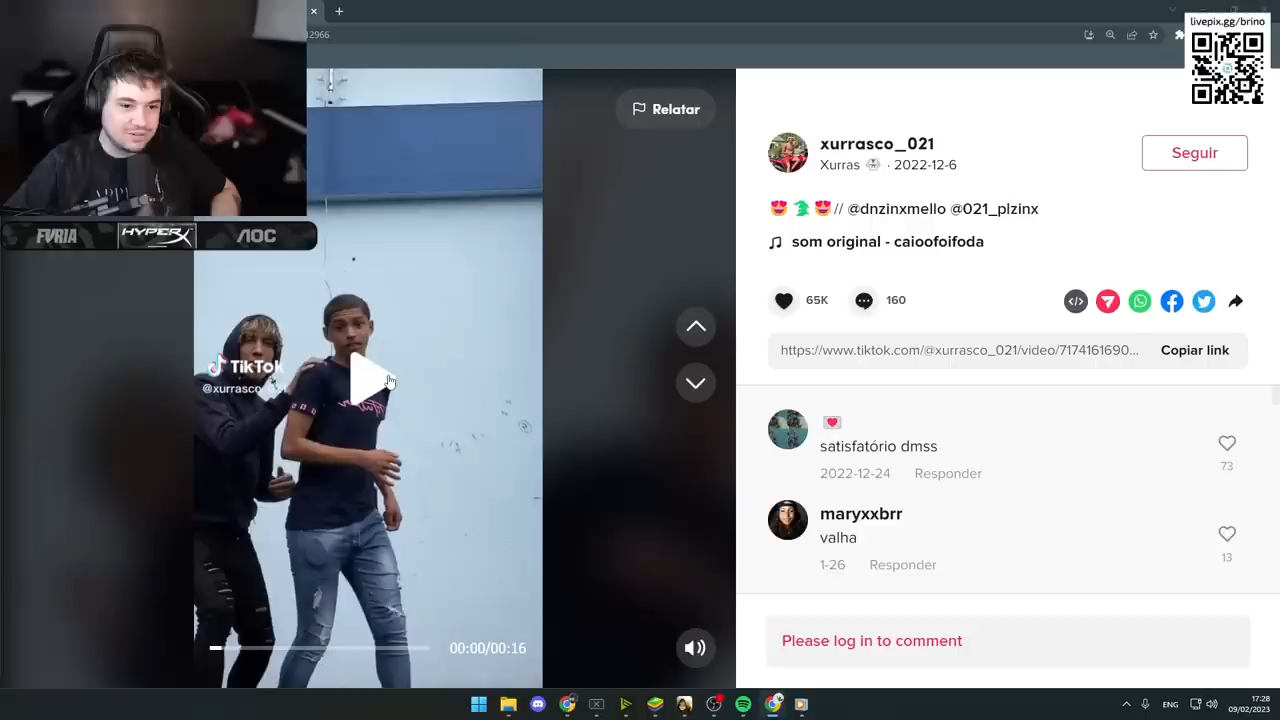 livepix.gg/brino
12966
FVRIA
HYPERX
AOC
Relatar
TikTok
00:00/00:16
xurrasco_021
Xurras · 2022-12-6
Seguir
// @dnzinxmello @021_plzinx
som original - caioofoifoda
65K
160
https://www.tiktok.com/@xurrasco_021/video/7174161690...
Copiar link
satisfatório dmss
73
2022-12-24
Responder
maryxxbrr
valha
13
1-26
Responder
Please log in to comment
ENG
17:28
09/02/2023